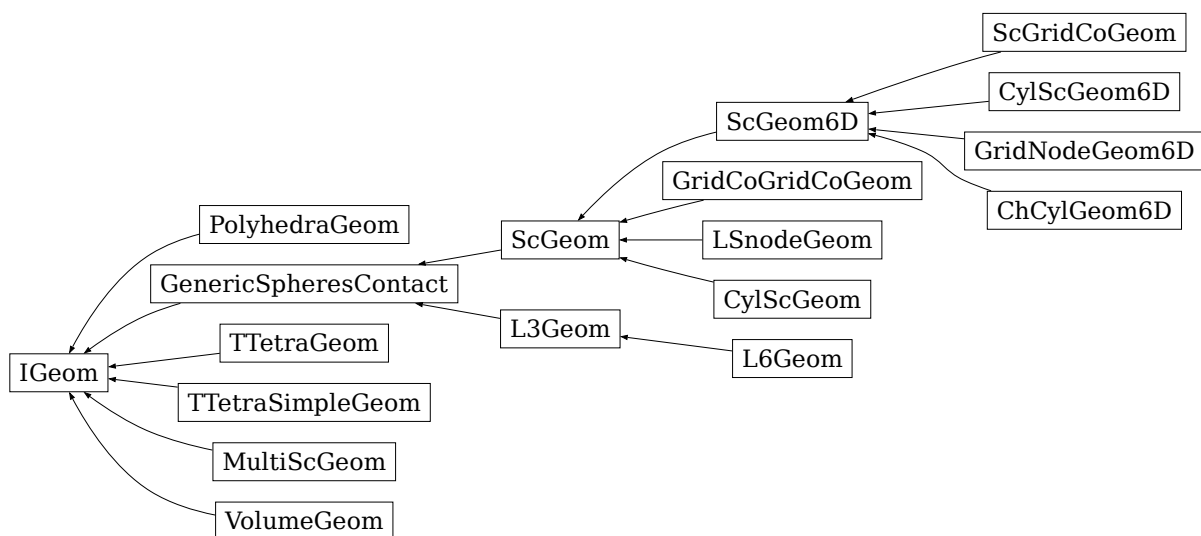 ScGridCoGeom
CylScGeom6D
ScGeom6D
GridNodeGeom6D
GridCoGridCoGeom
ChCylGeom6D
PolyhedraGeom
ScGeom
LSnodeGeom
GenericSpheresContact
CylScGeom
L3Geom
TTetraGeom
L6Geom
IGeom
TTetraSimpleGeom
MultiScGeom
VolumeGeom